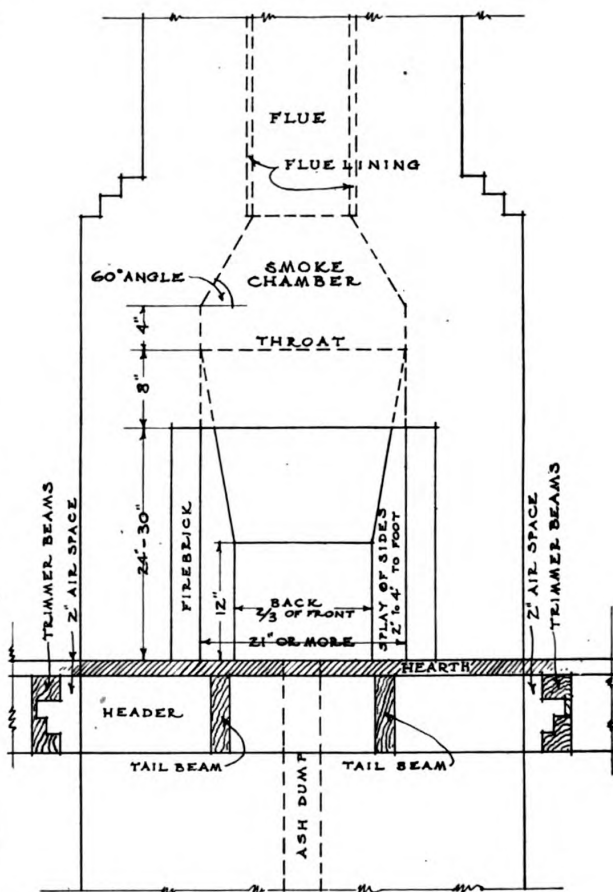 FLUE
FLUE LINING
SMOKE
CHAMBER
60° ANGLE
4"
THROAT
8"
24"-30"
FIREBRICK
12"
BACK
2/3 OF FRONT
21" OR MORE
SPLAY OF SIDES
2" to 4" TO FOOT
TRIMMER BEAMS
2" AIR SPACE
2" AIR SPACE
TRIMMER BEAMS
HEARTH
HEADER
TAIL BEAM
TAIL BEAM
ASH DUMP